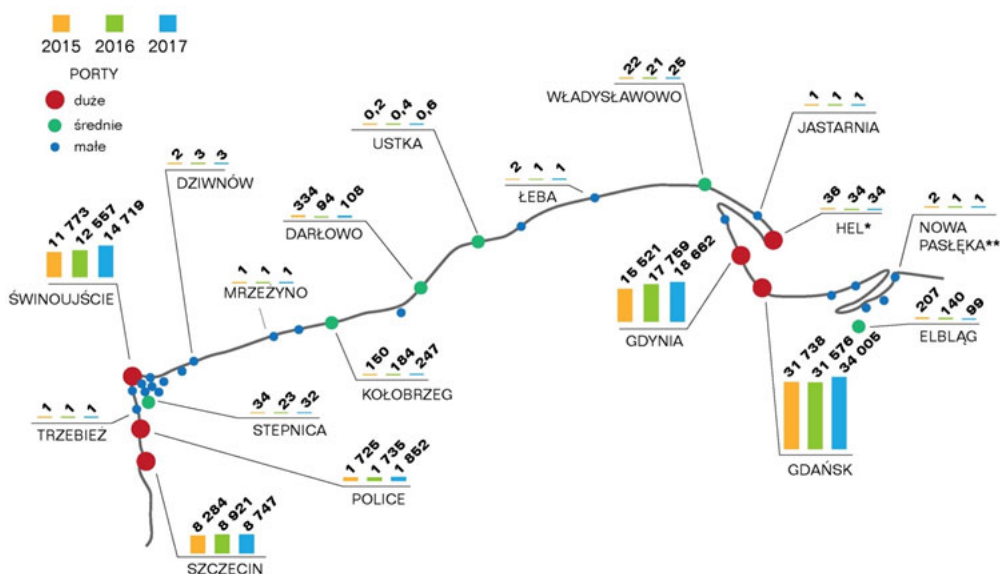 2015 2016 2017
PORTY
duże
średnie
małe
22 21 25
WŁADYSŁAWOWO
1 1 1
JASTARNIA
0,2 0,4 0,6
USTKA
2 3 3
DZIWNÓW
2 1 1
ŁEBA
36 34 34
HEL*
2 1 1
NOWA
PASŁĘKA**
334 94 108
DARŁOWO
11 773 12 557 14 719
ŚWINOUJŚCIE
1 1 1
MRZEŻYNO
15 521 17 759 18 662
GDYNIA
207 140 99
ELBLĄG
150 184 247
KOŁOBRZEG
31 738 31 576 34 005
GDAŃSK
1 1 1
TRZEBIEŻ
34 23 32
STEPNICA
1 725 1 735 1 852
POLICE
8 284 8 921 8 747
SZCZECIN